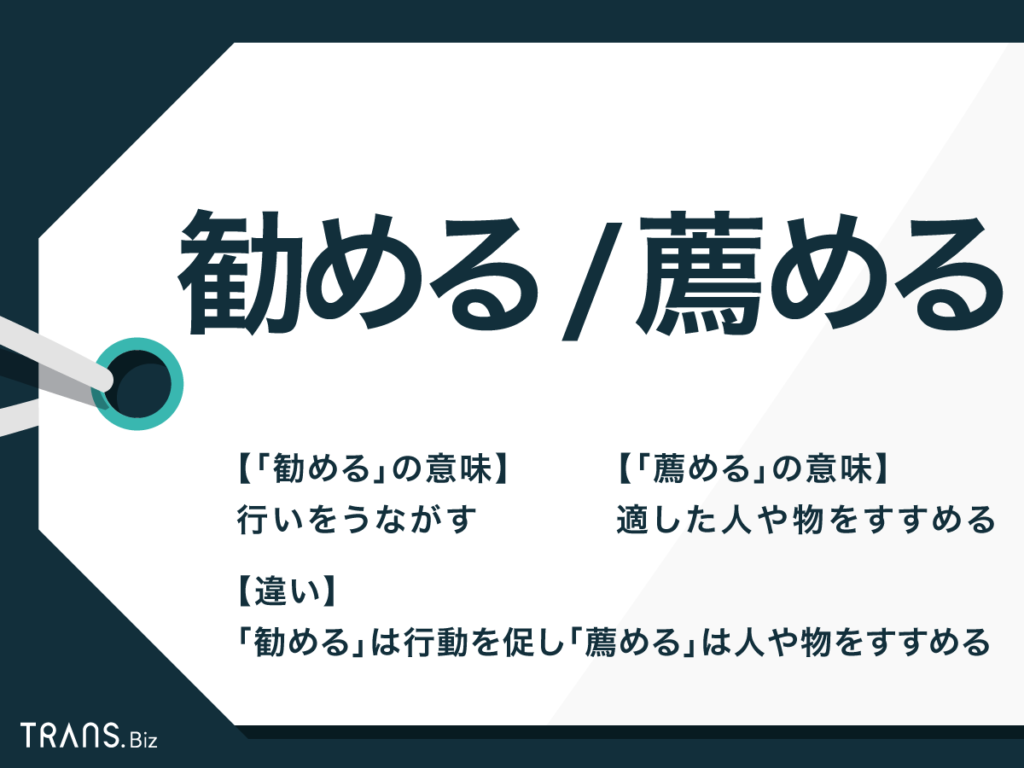 勧める/薦める
【「勧める」の意味】
行いをうながす
【「薦める」の意味】
適した人や物をすすめる
【違い】
「勧める」は行動を促し「薦める」は人や物をすすめる
TRANS.Biz